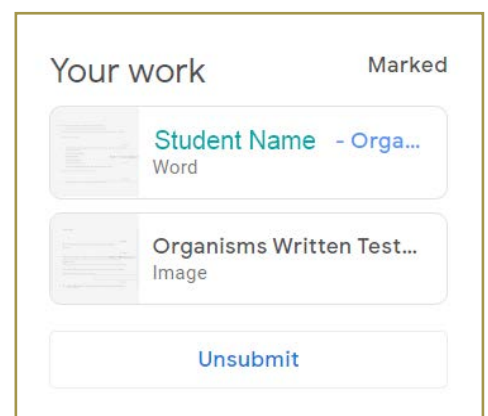 Your work Marked
Student Name - Orga...
Word
Organisms Written Test...
Image
Unsubmit